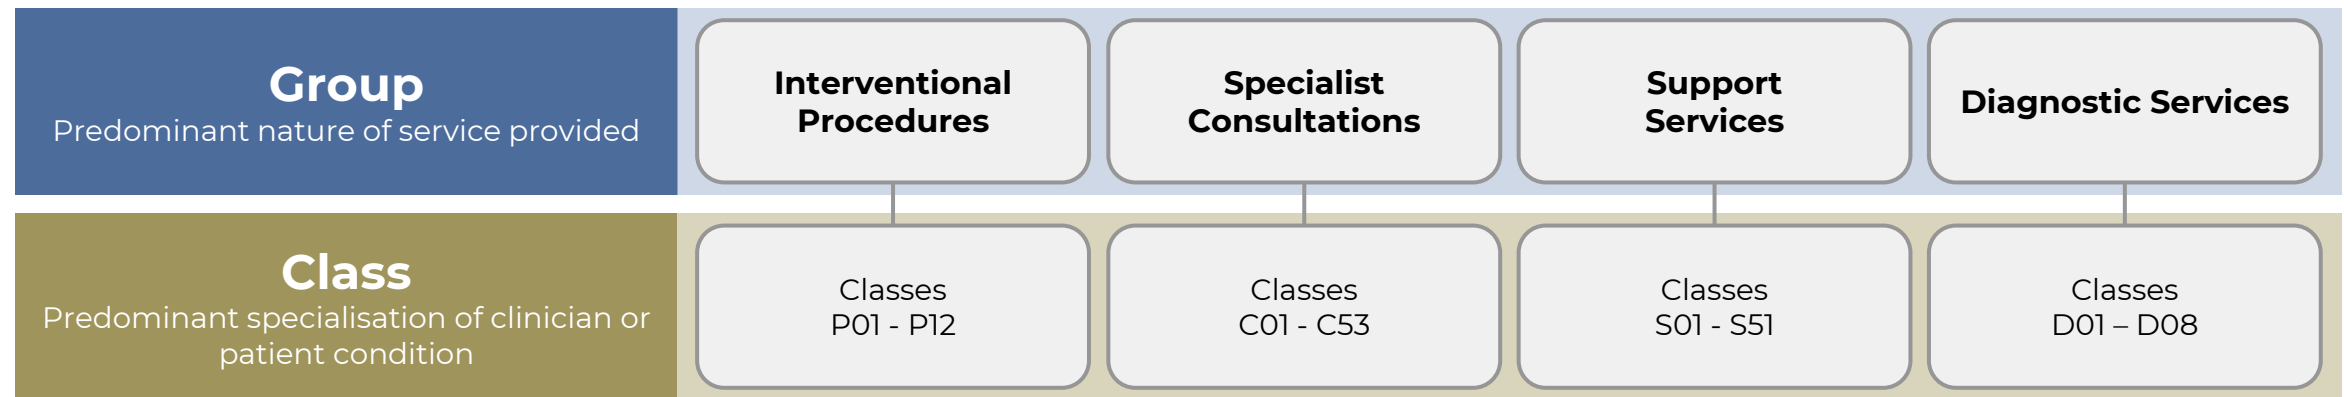 Group
Predominant nature of service provided
Interventional
Procedures
Specialist
Consultations
Support
Services
Diagnostic Services
Class
Predominant specialisation of clinician or
patient condition
Classes
P01 - P12
Classes
C01 - C53
Classes
S01 - S51
Classes
D01 – D08